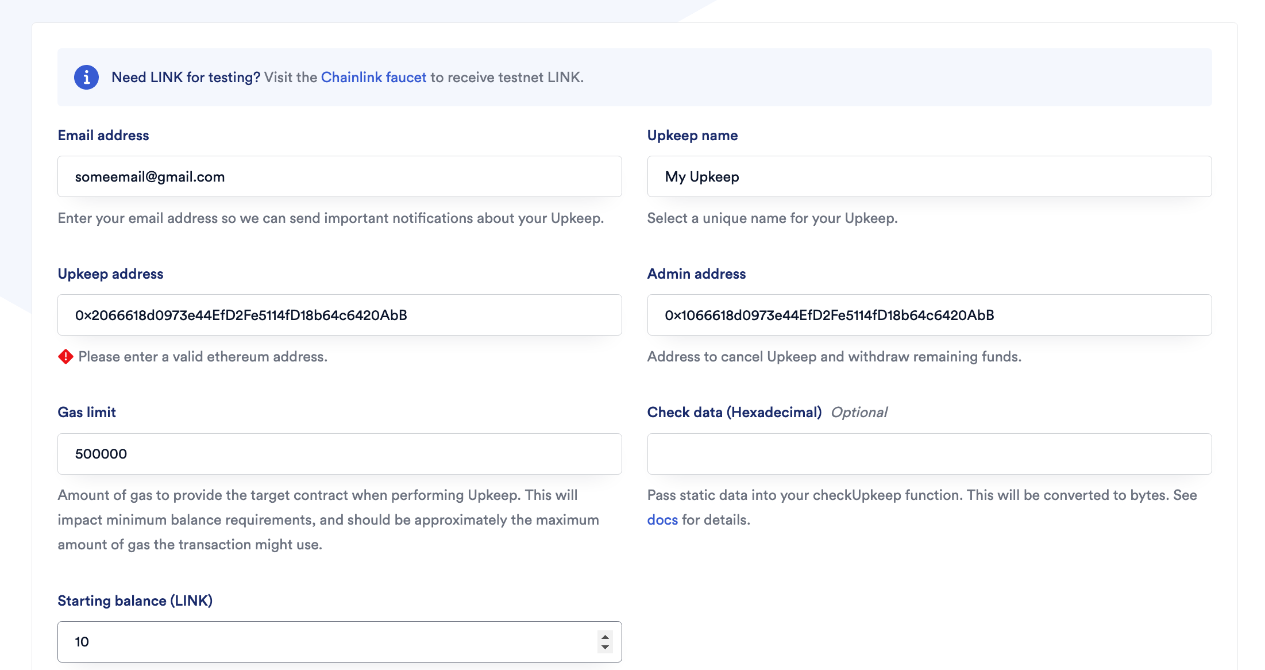 Need LINK for testing? Visit the Chainlink faucet to receive testnet LINK.
Email address
someemail@gmail.com
Enter your email address so we can send important notifications about your Upkeep.
Upkeep name
My Upkeep
Select a unique name for your Upkeep.
Upkeep address
0x2066618d0973e44EfD2Fe5114fD18b64c6420AbB
Please enter a valid ethereum address.
Admin address
0x1066618d0973e44EfD2Fe5114fD18b64c6420AbB
Address to cancel Upkeep and withdraw remaining funds.
Gas limit
500000
Amount of gas to provide the target contract when performing Upkeep. This will
impact minimum balance requirements, and should be approximately the maximum
amount of gas the transaction might use.
Check data (Hexadecimal) Optional
Pass static data into your checkUpkeep function. This will be converted to bytes. See
docs for details.
Starting balance (LINK)
10